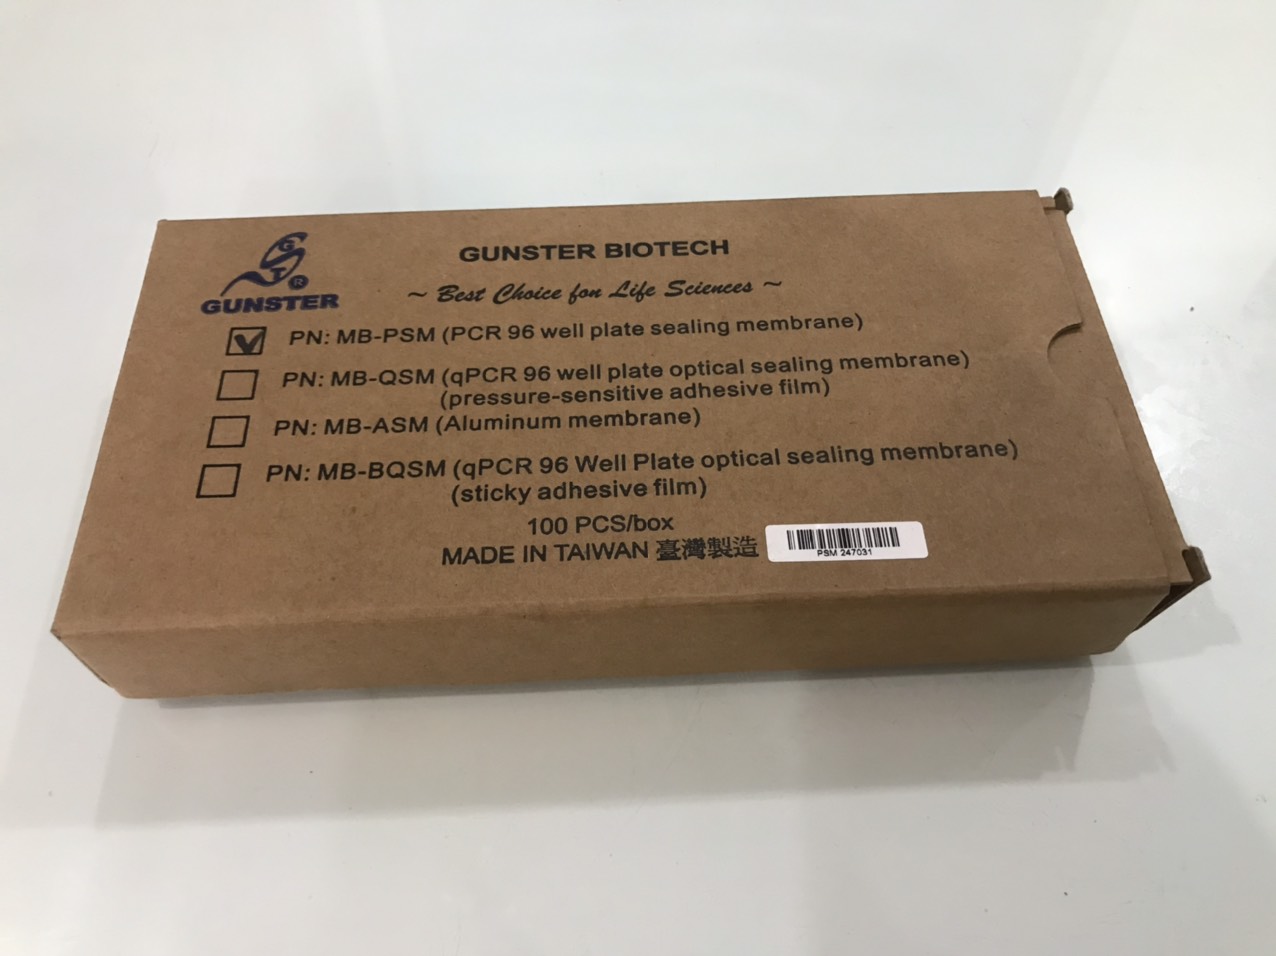 GST
®
GUNSTER
GUNSTER BIOTECH
~ Best Choice fon Life Sciences ~
PN: MB-PSM (PCR 96 well plate sealing membrane)
PN: MB-QSM (qPCR 96 well plate optical sealing membrane)
(pressure-sensitive adhesive film)
PN: MB-ASM (Aluminum membrane)
PN: MB-BQSM (qPCR 96 Well Plate optical sealing membrane)
(sticky adhesive film)
100 PCS/box
MADE IN TAIWAN 臺灣製造
PSM 247031